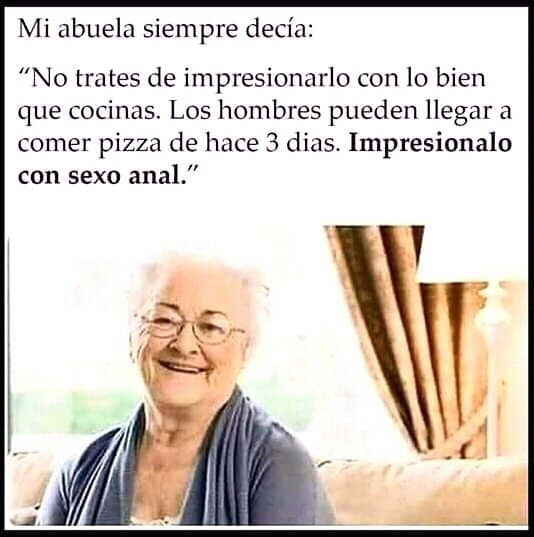 Mi abuela siempre decía:
“No trates de impresionarlo con lo bien
que cocinas. Los hombres pueden llegar a
comer pizza de hace 3 dias. Impresionalo
con sexo anal.”